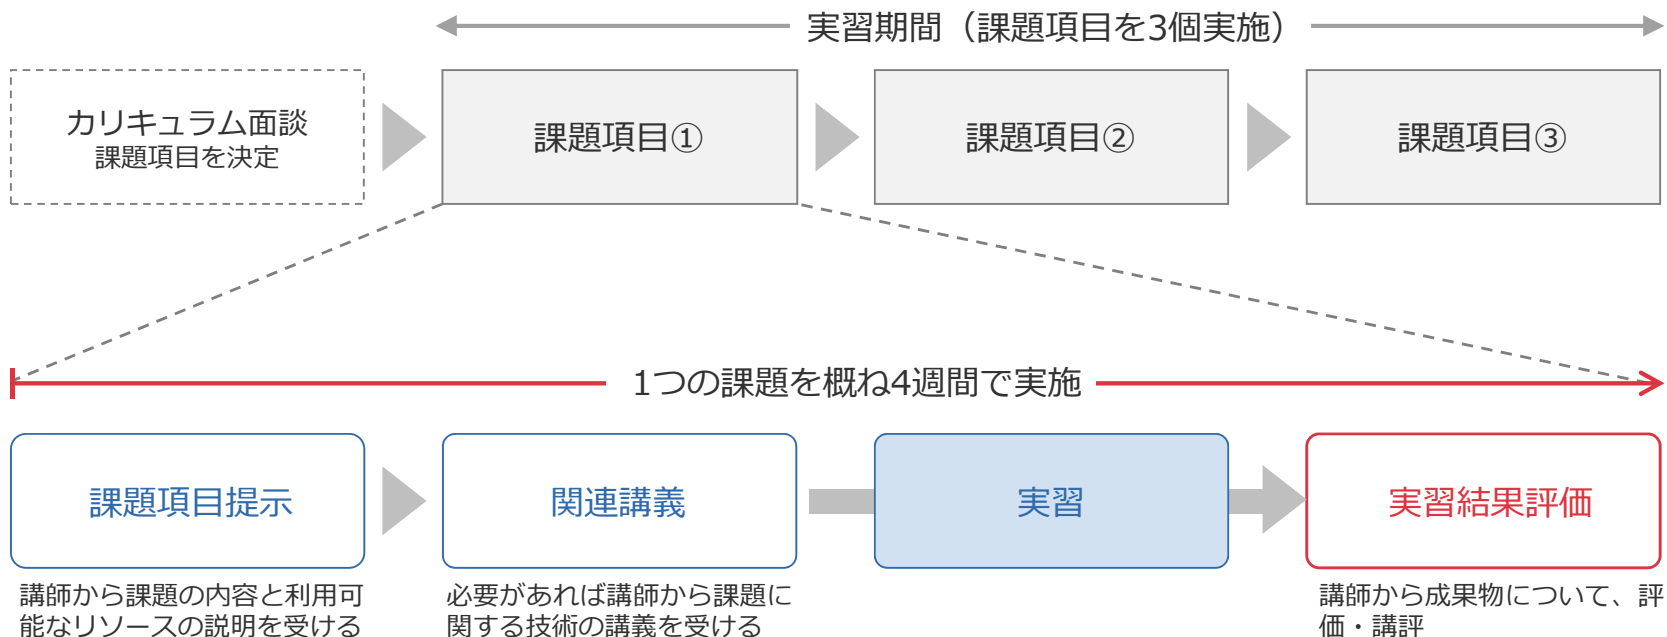 実習期間（課題項目を3個実施）
カリキュラム面談
課題項目を決定
課題項目①
課題項目②
課題項目③
1つの課題を概ね4週間で実施
課題項目提示
関連講義
実習
実習結果評価
講師から課題の内容と利用可
能なリソースの説明を受ける
必要があれば講師から課題に
関する技術の講義を受ける
講師から成果物について、評
価・講評